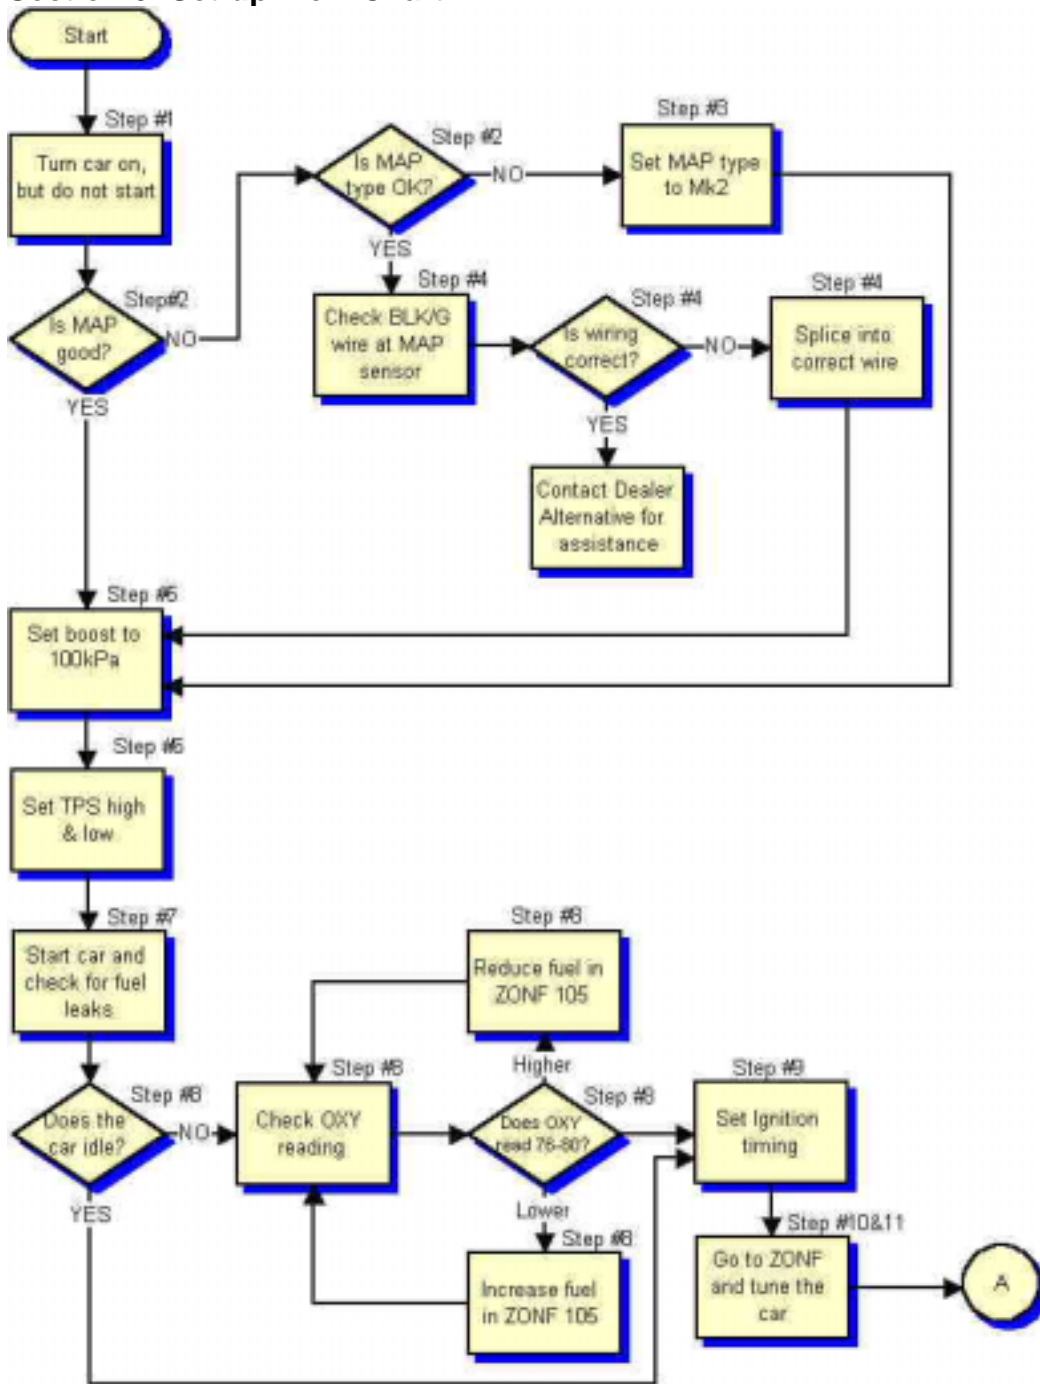 Start
Step #1
Turn car on,
but do not start
Step#2
Is MAP
good?
NO
YES
Step #2
Is MAP
type OK?
NO
YES
Step #3
Set MAP type
to Mk2
Step #4
Check BLK/G
wire at MAP
sensor
Step #4
Is wiring
correct?
NO
YES
Step #4
Splice into
correct wire
Contact Dealer
Alternative for
assistance
Step #5
Set boost to
100kPa
Step #6
Set TPS high
& low
Step #7
Start car and
check for fuel
leaks
Step #8
Does the
car idle?
NO
YES
Step #8
Check OXY
reading
Step #8
Reduce fuel in
ZONF 105
Higher
Step #8
Does OXY
read 76-80?
Lower
Step #8
Increase fuel
in ZONF 105
Step #9
Set Ignition
timing
Step #10&11
Go to ZONF
and tune the
car
A